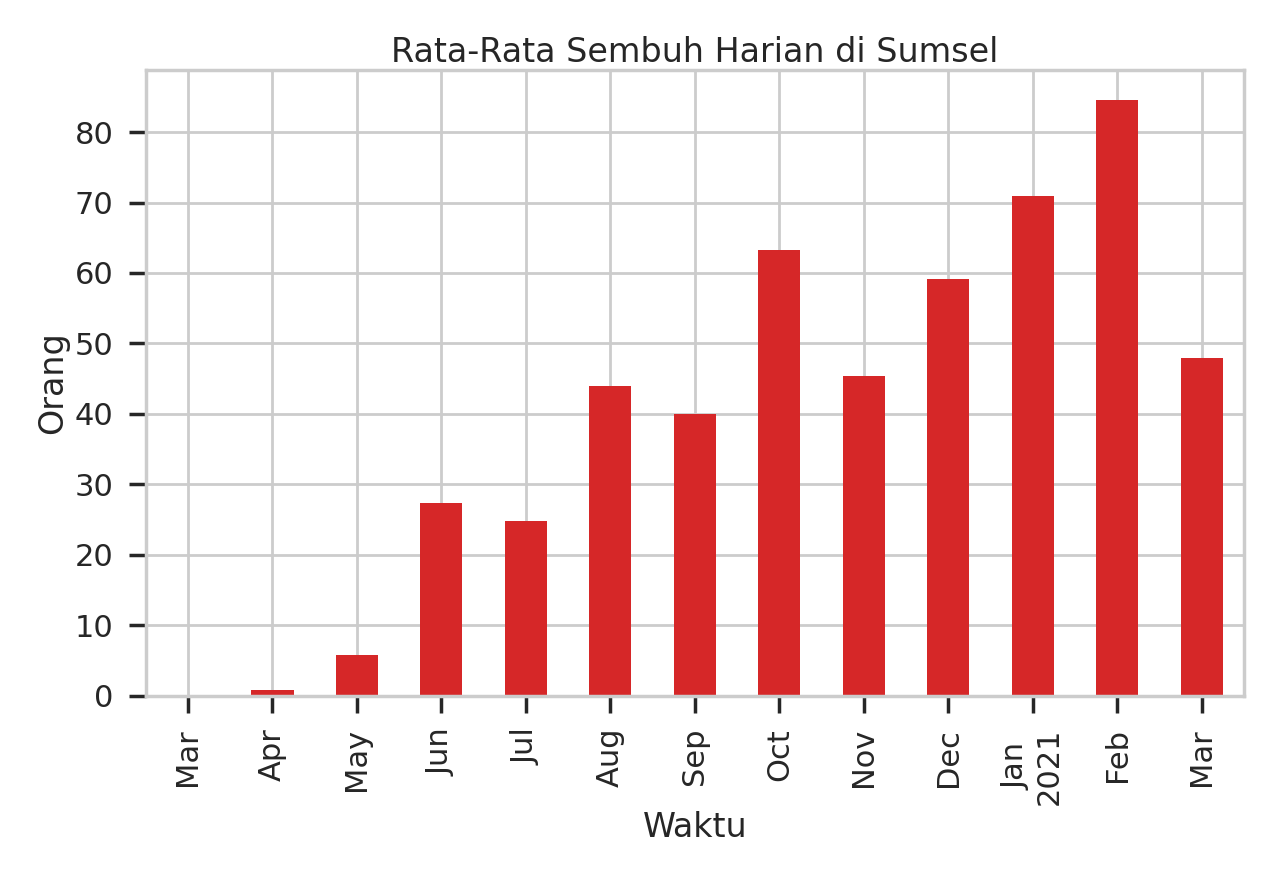 Rata-Rata Sembuh Harian di Sumsel
Orang
80
70
60
50
40
30
20
10
0
Mar
Apr
May
Jun
Jul
Aug
Sep
Oct
Nov
Dec
Jan
2021
Feb
Mar
Waktu